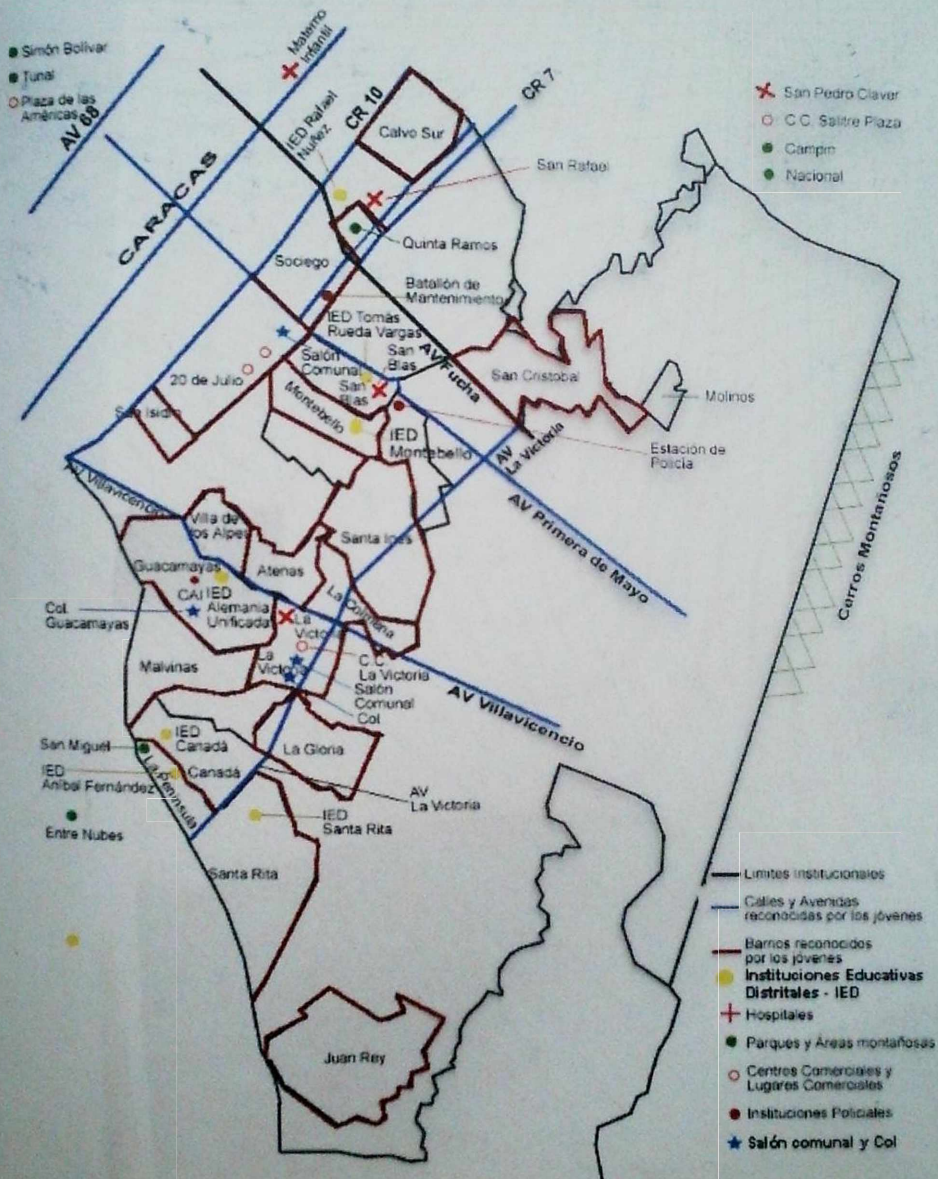 Simón Bolívar
Tunal
Plaza de las
Américas
AV 68
Materno
Infantil
CARACAS
IED Rafael
Nuñez
CR 10
Calvo Sur
CR 7
San Pedro Claver
C.C. Salitre Plaza
Campin
Nacional
San Rafael
Quinta Ramos
Sociego
Batallón de
Mantenimiento
IED Tomás
Rueda Vargas
Salón
Comunal
San
Blas
AV Fucha
20 de Julio
San
Blas
San Cristobal
Molinos
San Isidro
Montebello
IED
Montebello
AV
La Victoria
Estación de
Policia
AV Villavicencio
AV Primera de Mayo
Cerros Montañosos
Villa de
los Alpes
Santa Ines
Guacamayas
Atenas
CAI
IED
Alemania
Unificada
La Colmena
Col.
Guacamayas
La
Victoria
La
Victoria
C.C.
La Victoria
Malvinas
Salón
Comunal
Col
AV Villavicencio
IED
Canadá
San Miguel
La Gloria
IED
Aníbal Fernández
Canadá
La Península
AV
La Victoria
IED
Santa Rita
Entre Nubes
Santa Rita
Juan Rey
Limites Institucionales
Calles y Avenidas
reconocidas por los jóvenes
Barrios reconocidos
por los jóvenes
Instituciones Educativas
Distritales - IED
Hospitales
Parques y Áreas montañosas
Centros Comerciales y
Lugares Comerciales
Instituciones Policiales
Salón comunal y Col